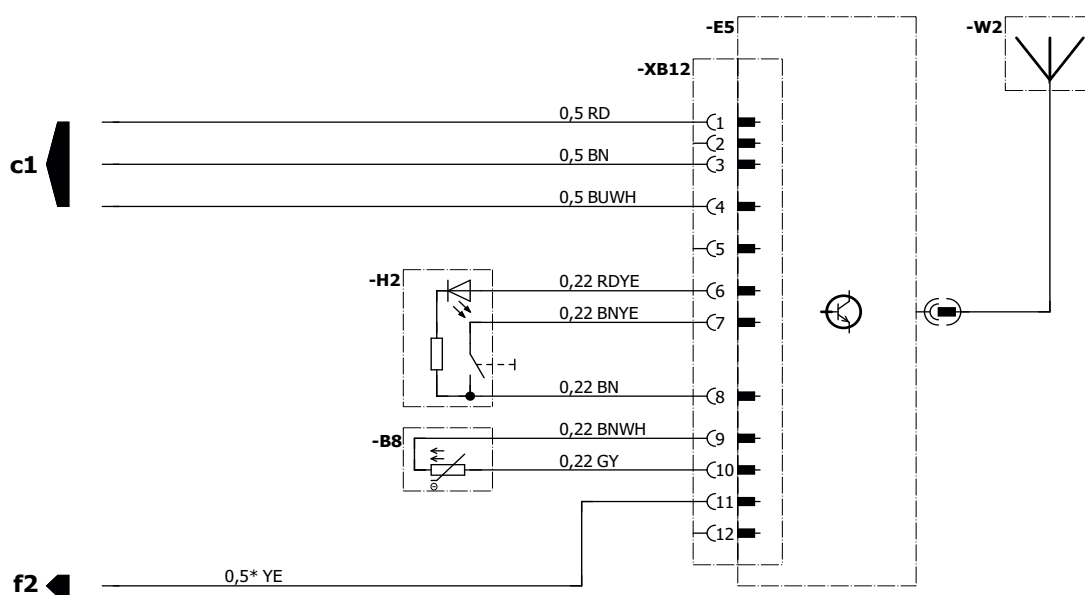 -E5
-W2
-XB12
c1
0,5 RD
1
2
0,5 BN
3
0,5 BUWH
4
5
-H2
0,22 RDYE
6
0,22 BNYE
7
0,22 BN
8
-B8
0,22 BNWH
9
0,22 GY
10
11
12
f2
0,5* YE